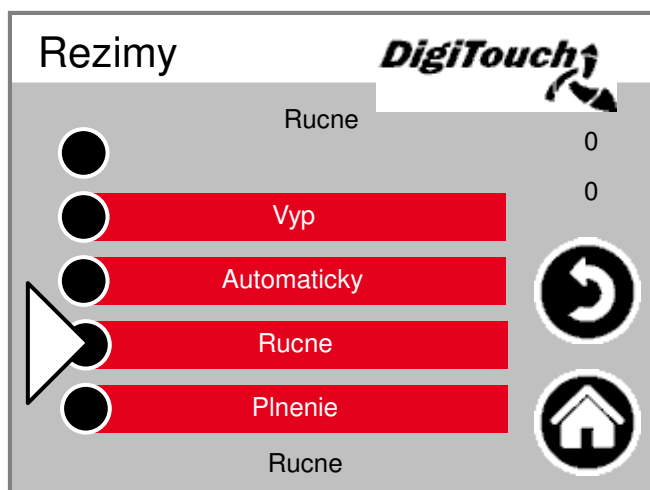 Rezimy
DigiTouch
Rucne
0
0
Vyp
Automaticky
Rucne
Plnenie
Rucne